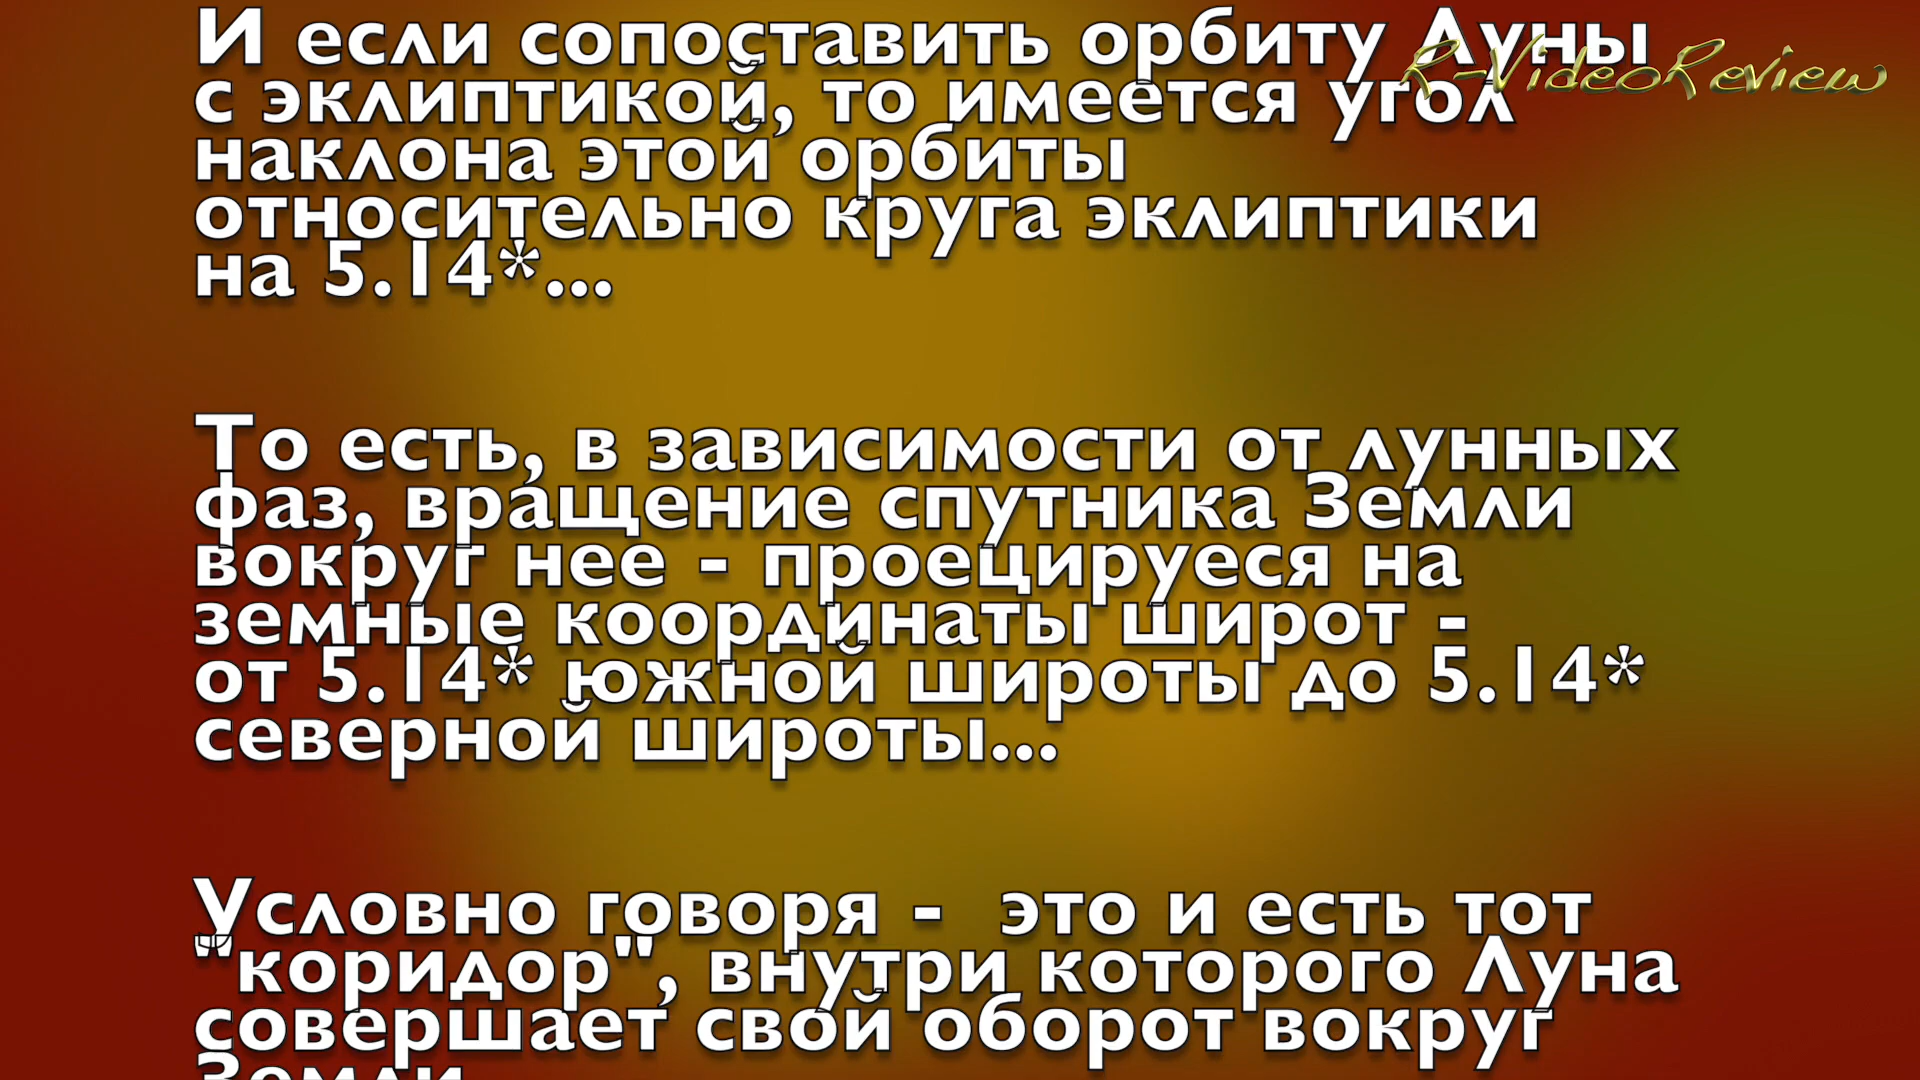 И если сопоставить орбиту Луны
R-VideoReview
с эклиптикой, то имеется угол
наклона этой орбиты
относительно круга эклиптики
на 5.14*...
То есть, в зависимости от лунных
фаз, вращение спутника Земли
вокруг нее - проецируеся на
земные координаты широт -
от 5.14* южной широты до 5.14*
северной широты...
Условно говоря - это и есть тот
"коридор", внутри которого Луна
совершает свой оборот вокруг
Земли